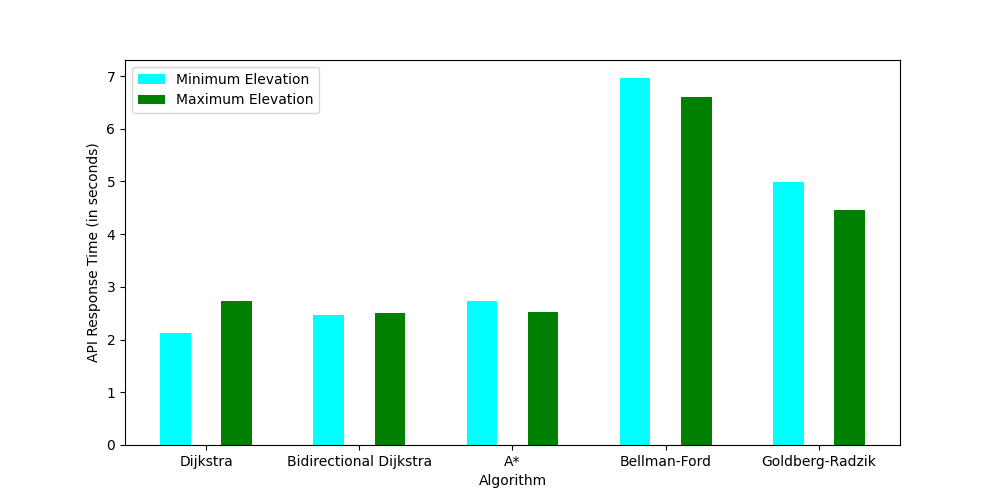 Minimum Elevation
Maximum Elevation
API Response Time (in seconds)
7
6
5
4
3
2
1
0
Dijkstra Bidirectional Dijkstra A* Bellman-Ford Goldberg-Radzik
Algorithm